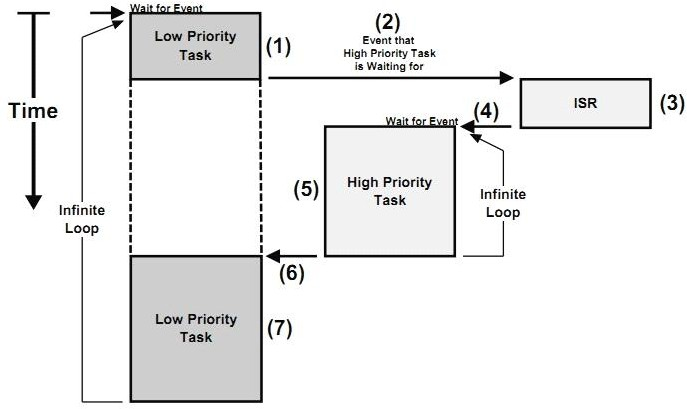 Wait for Event
Low Priority
Task
(1)
(2)
Event that
High Priority Task
is Waiting for
ISR
(3)
Time
Wait for Event
(4)
(5)
High Priority
Task
Infinite
Loop
Infinite
Loop
(6)
Low Priority
Task
(7)